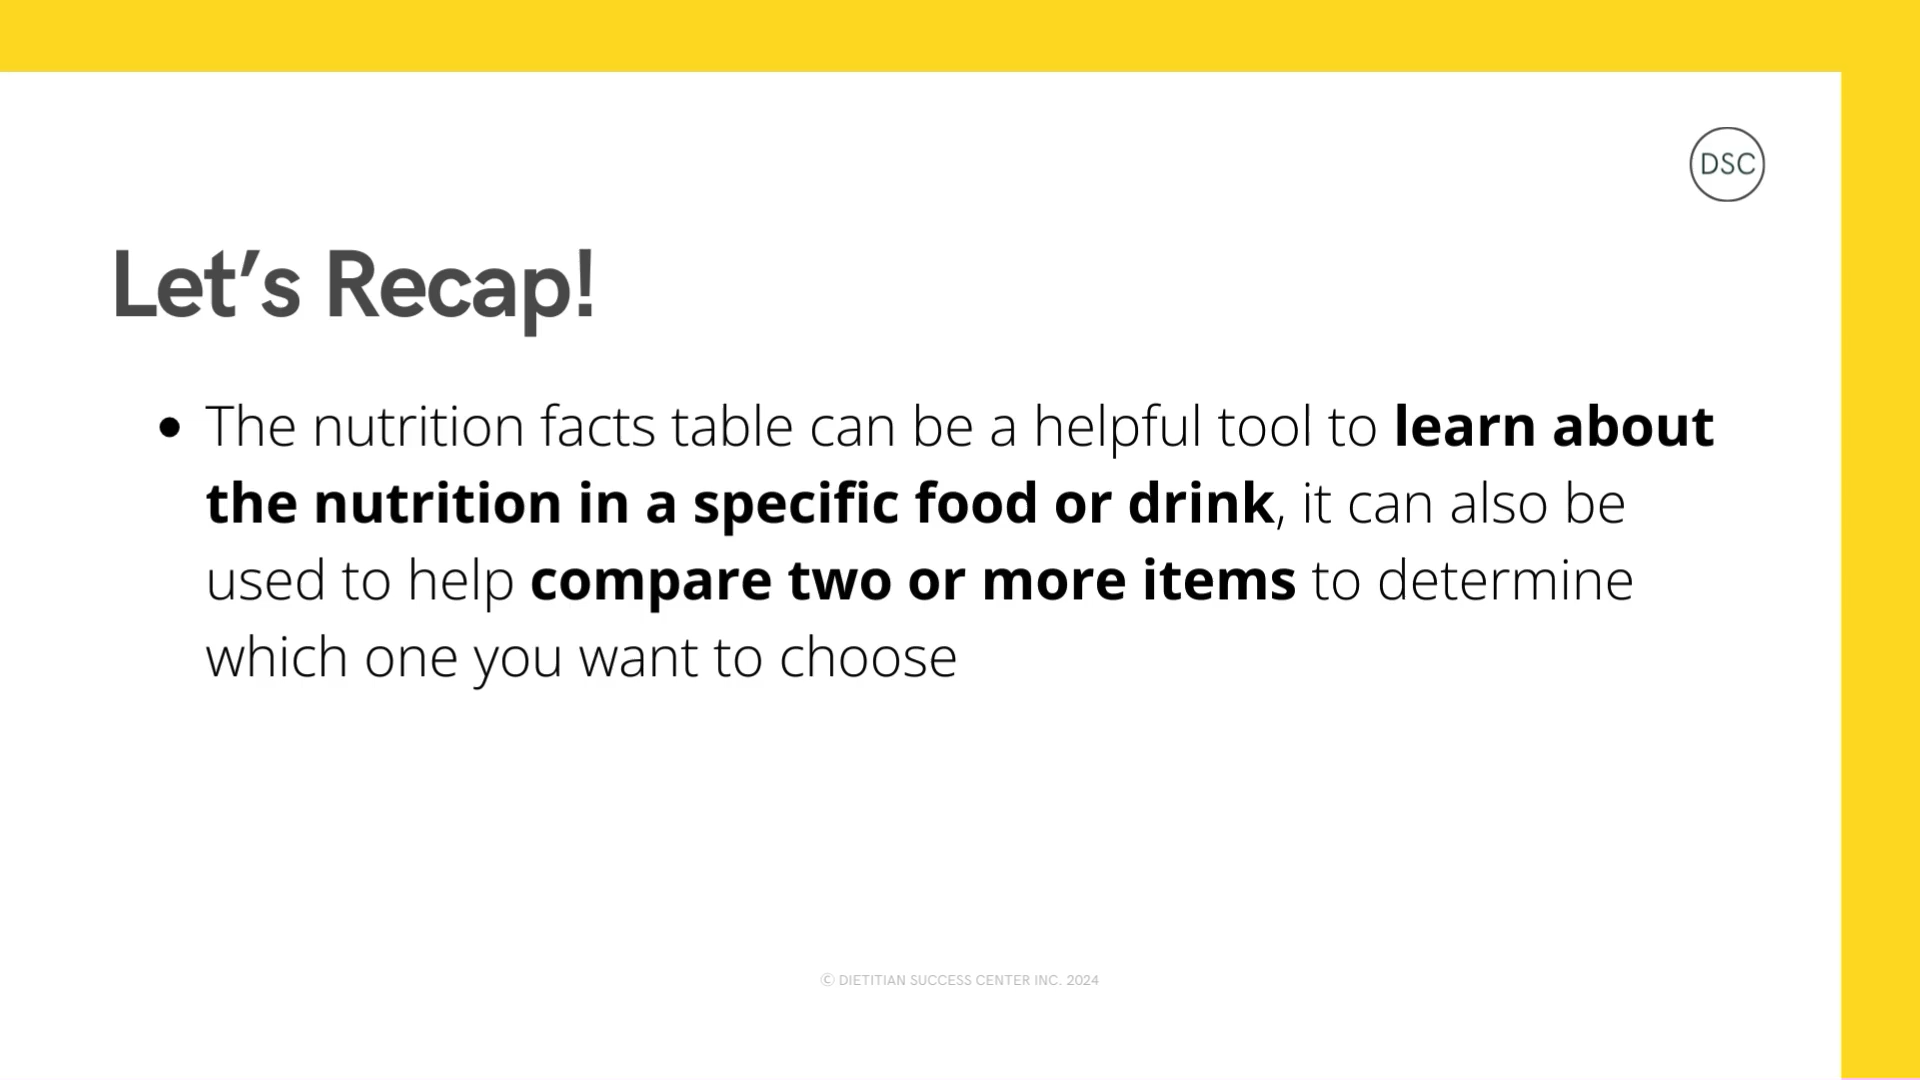 DSC
Let’s Recap!
• The nutrition facts table can be a helpful tool to learn about
the nutrition in a specific food or drink, it can also be
used to help compare two or more items to determine
which one you want to choose
© DIETITIAN SUCCESS CENTER INC. 2024